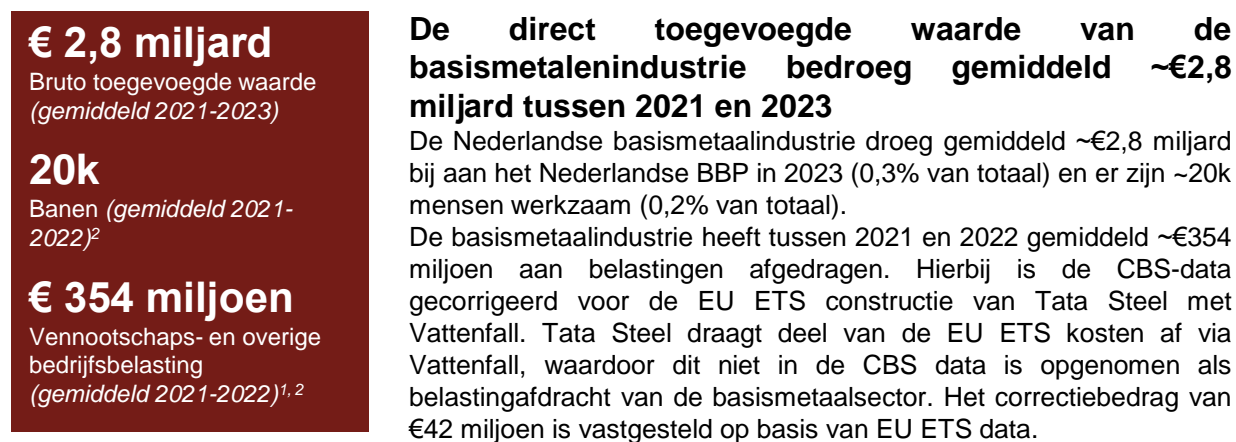 € 2,8 miljard
Bruto toegevoegde waarde
(gemiddeld 2021-2023)
20k
Banen (gemiddeld 2021-
2022)²
€ 354 miljoen
Vennootschaps- en overige
bedrijfsbelasting
(gemiddeld 2021-2022)¹, ²
De direct toegevoegde waarde van de
basismetalenindustrie bedroeg gemiddeld ~€2,8
miljard tussen 2021 en 2023
De Nederlandse basismetaalindustrie droeg gemiddeld ~€2,8 miljard
bij aan het Nederlandse BBP in 2023 (0,3% van totaal) en er zijn ~20k
mensen werkzaam (0,2% van totaal).
De basismetaalindustrie heeft tussen 2021 en 2022 gemiddeld ~€354
miljoen aan belastingen afgedragen. Hierbij is de CBS-data
gecorrigeerd voor de EU ETS constructie van Tata Steel met
Vattenfall. Tata Steel draagt deel van de EU ETS kosten af via
Vattenfall, waardoor dit niet in de CBS data is opgenomen als
belastingafdracht van de basismetaalsector. Het correctiebedrag van
€42 miljoen is vastgesteld op basis van EU ETS data.